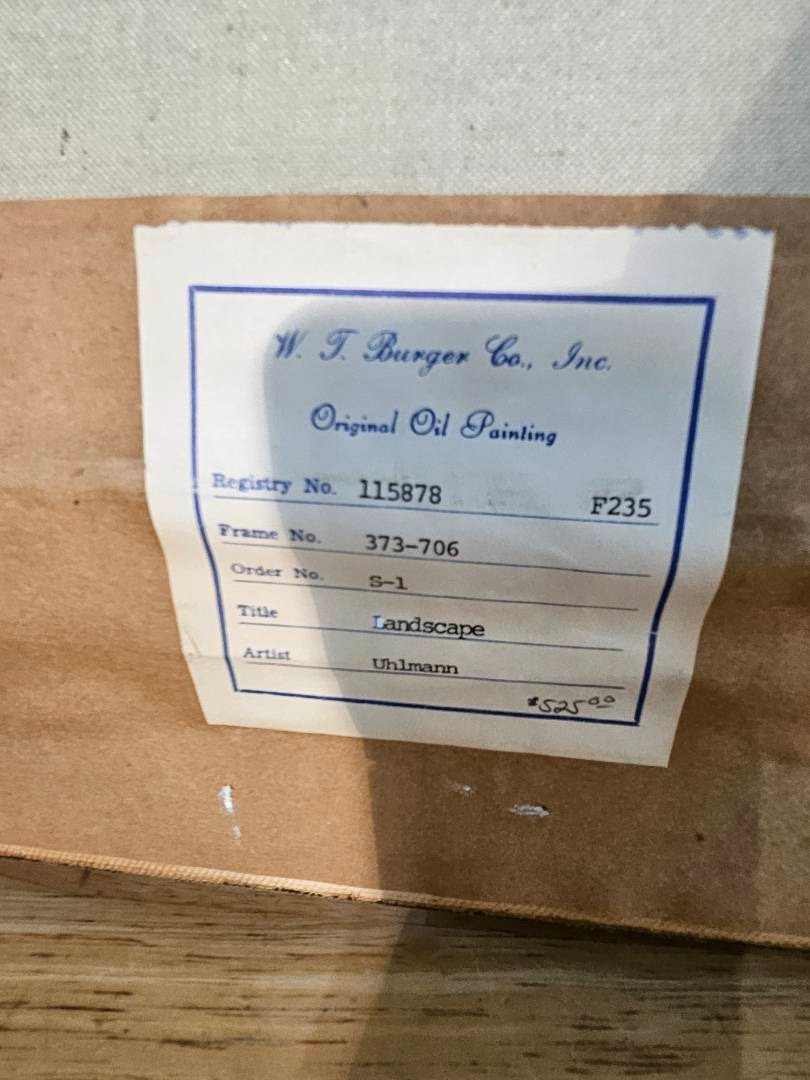 W. T. Burger Co., Inc.
Original Oil Painting
Registry No. 115878 F235
Frame No. 373-706
Order No. S-1
Title Landscape
Artist Uhlmann
$525.00